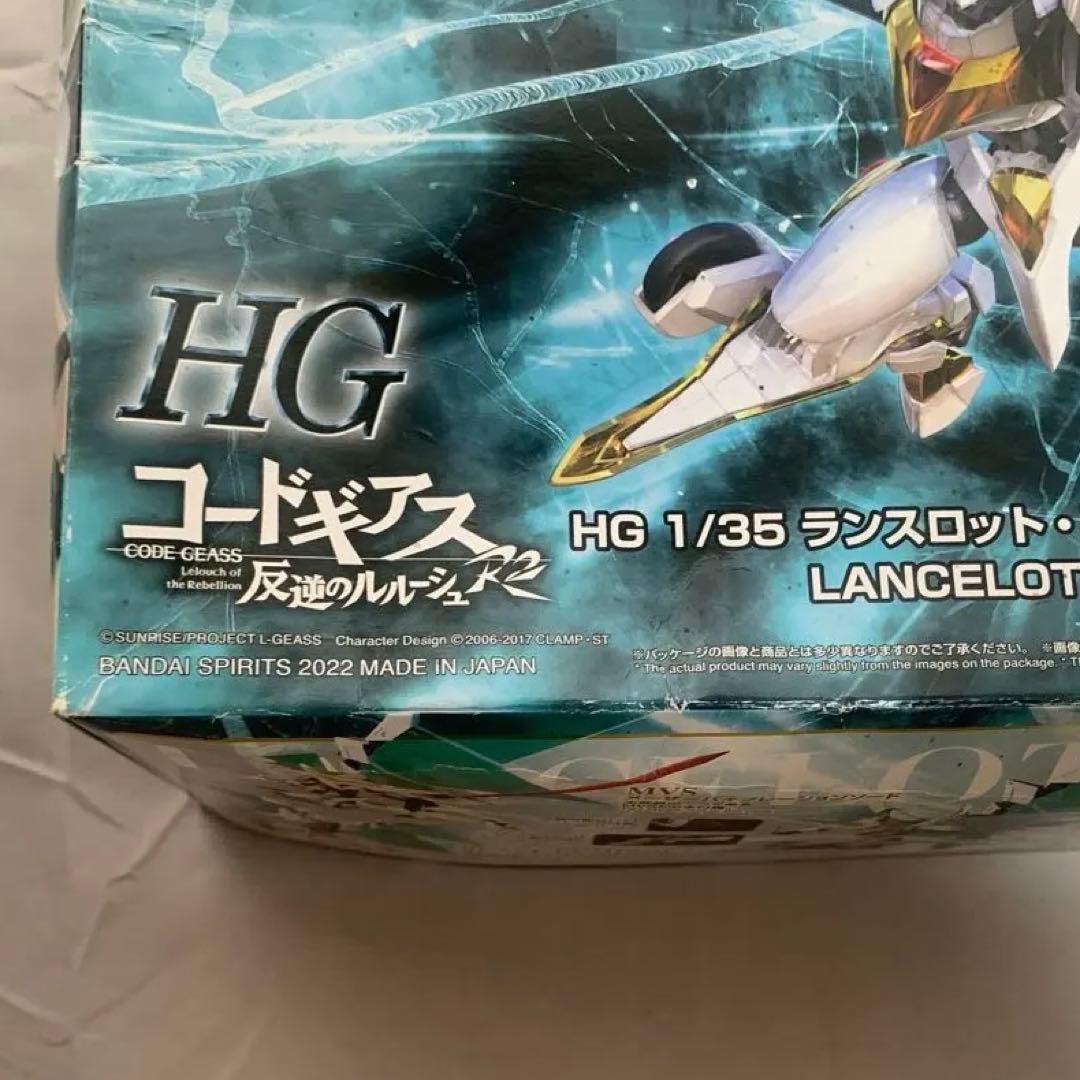 HG
コードギアス
CODE GEASS
Lelouch of
the Rebellion
反逆のルルーシュ R2
HG 1/35 ランスロット・
LANCELOT
©SUNRISE/PROJECT L-GEASS Character Design ©2006-2017 CLAMP・ST
BANDAI SPIRITS 2022 MADE IN JAPAN
※パッケージの画像と商品とは多少異なりますのでご了承ください。 ※画像
* The actual product may vary slightly from the images on the package. * T
MVS